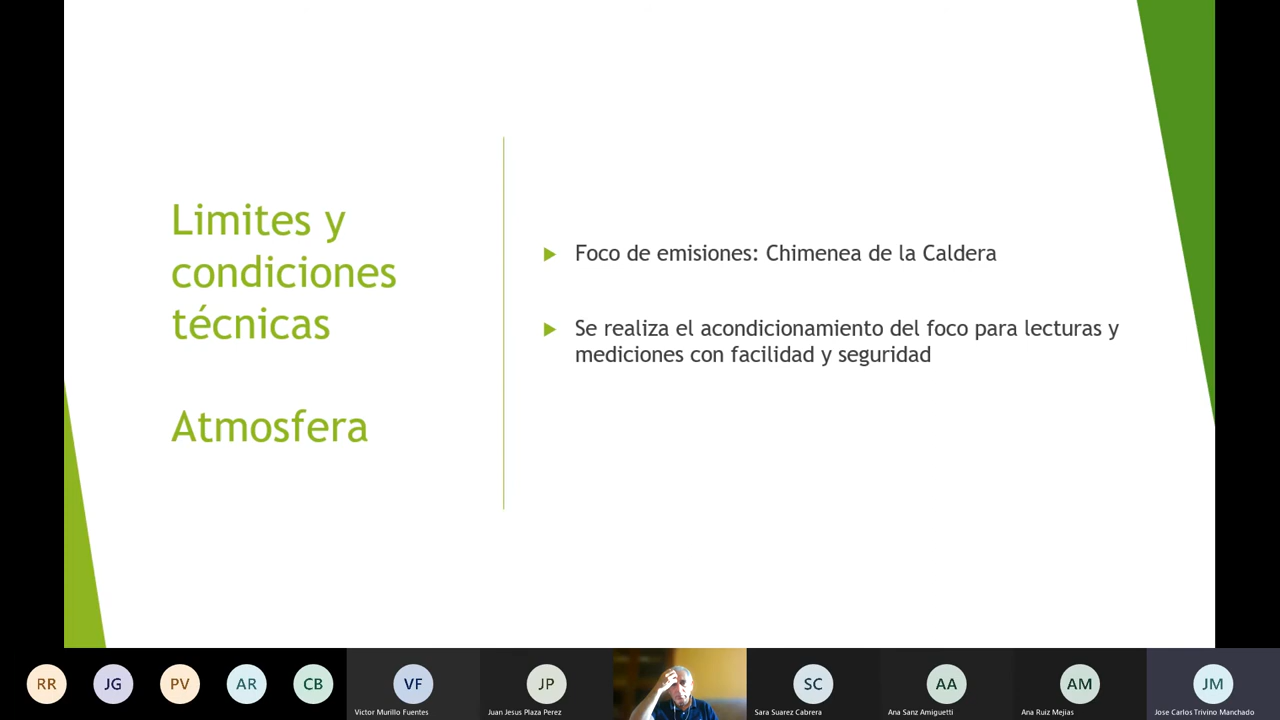 Limites y
condiciones
técnicas
Atmosfera
Foco de emisiones: Chimenea de la Caldera
Se realiza el acondicionamiento del foco para lecturas y
mediciones con facilidad y seguridad
RR
JG
PV
AR
CB
VF
Victor Murillo Fuentes
JP
Juan Jesus Plaza Perez
SC
Sara Suarez Cabrera
AA
Ana Sanz Amiguetti
AM
Ana Ruiz Mejias
JM
Jose Carlos Trivino Manchado